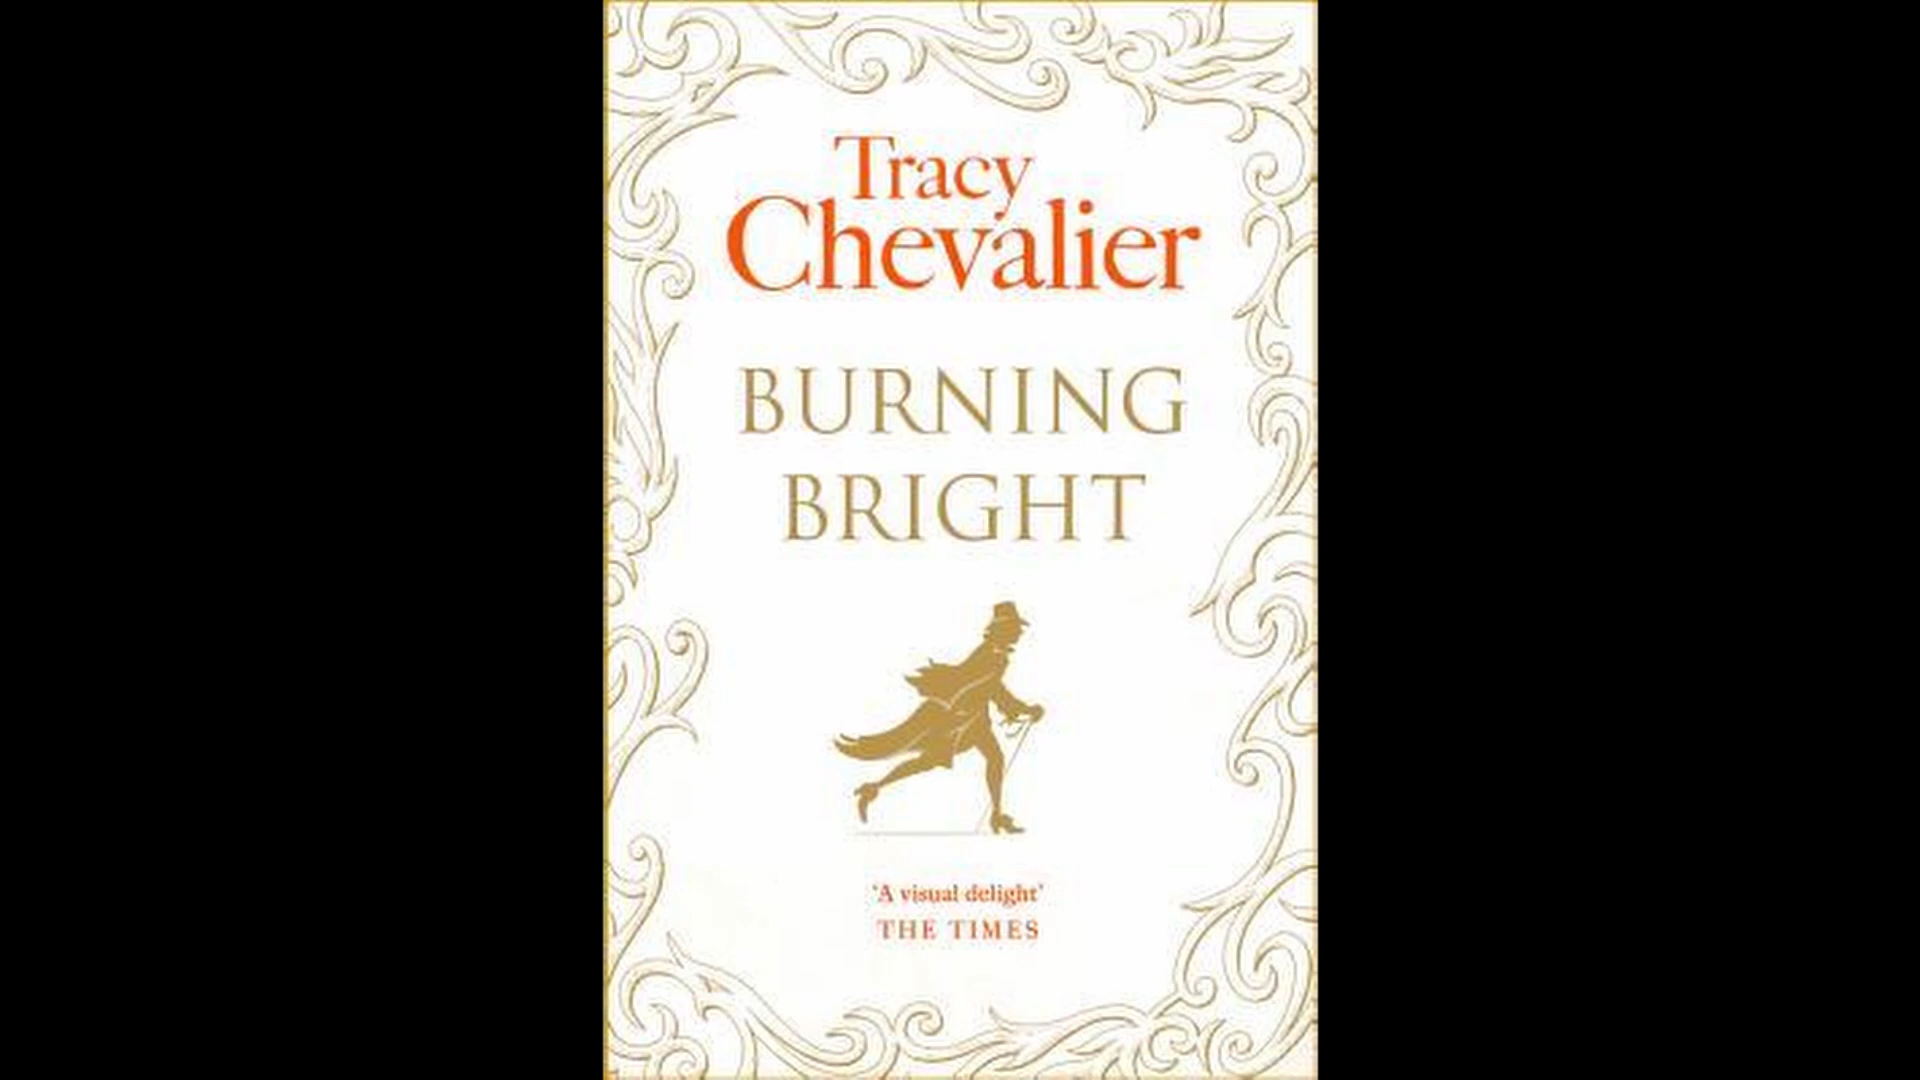 Tracy
Chevalier
BURNING
BRIGHT
‘A visual delight’
THE TIMES